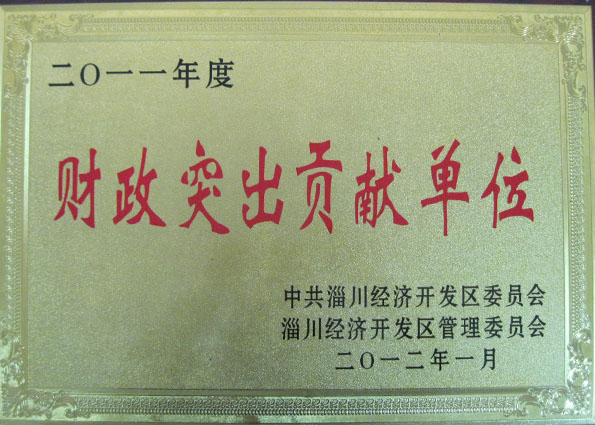 二〇一一年度
财政突出贡献单位
中共淄川经济开发区委员会
淄川经济开发区管理委员会
二〇一二年一月